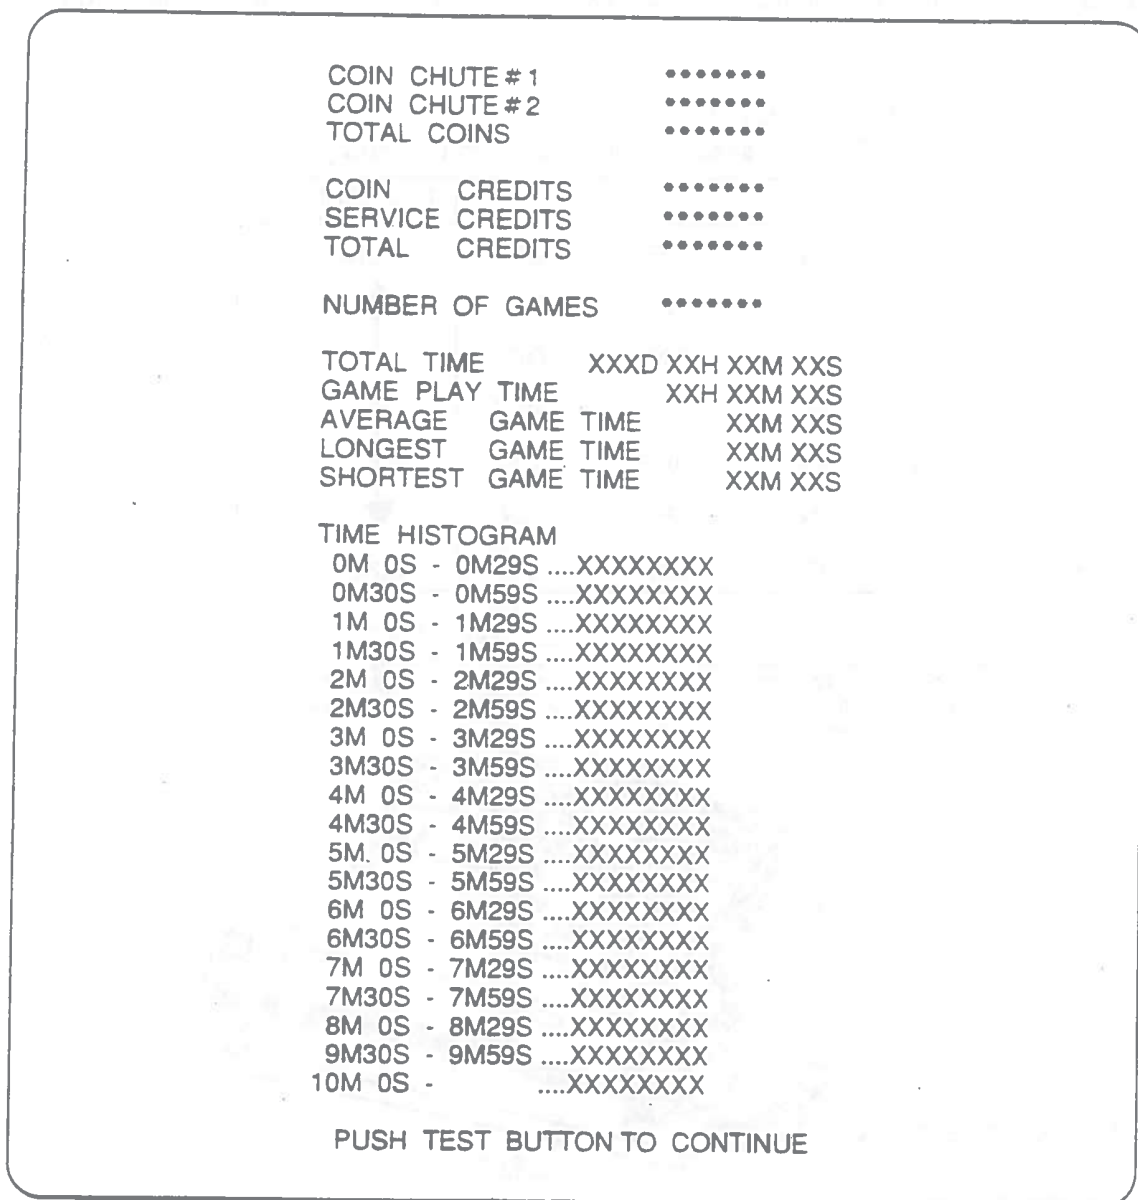 COIN CHUTE#1 •••••••
COIN CHUTE#2 •••••••
TOTAL COINS •••••••
COIN CREDITS •••••••
SERVICE CREDITS •••••••
TOTAL CREDITS •••••••
NUMBER OF GAMES •••••••
TOTAL TIME XXXD XXH XXM XXS
GAME PLAY TIME XXH XXM XXS
AVERAGE GAME TIME XXM XXS
LONGEST GAME TIME XXM XXS
SHORTEST GAME TIME XXM XXS
TIME HISTOGRAM
0M 0S - 0M29S ....XXXXXXXX
0M30S - 0M59S ....XXXXXXXX
1M 0S - 1M29S ....XXXXXXXX
1M30S - 1M59S ....XXXXXXXX
2M 0S - 2M29S ....XXXXXXXX
2M30S - 2M59S ....XXXXXXXX
3M 0S - 3M29S ....XXXXXXXX
3M30S - 3M59S ....XXXXXXXX
4M 0S - 4M29S ....XXXXXXXX
4M30S - 4M59S ....XXXXXXXX
5M. 0S - 5M29S ....XXXXXXXX
5M30S - 5M59S ....XXXXXXXX
6M 0S - 6M29S ....XXXXXXXX
6M30S - 6M59S ....XXXXXXXX
7M 0S - 7M29S ....XXXXXXXX
7M30S - 7M59S ....XXXXXXXX
8M 0S - 8M29S ....XXXXXXXX
9M30S - 9M59S ....XXXXXXXX
10M 0S - ....XXXXXXXX
PUSH TEST BUTTON TO CONTINUE